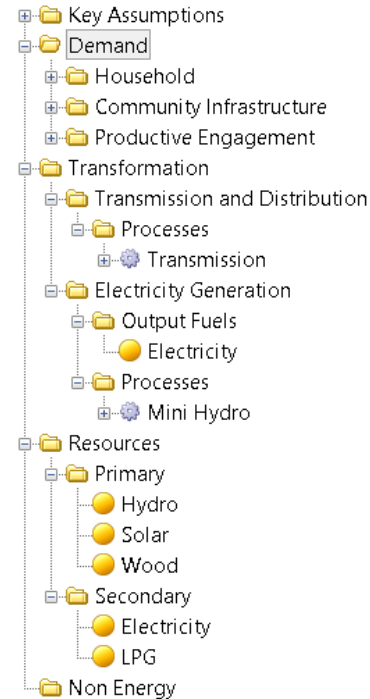 Key Assumptions
Demand
Household
Community Infrastructure
Productive Engagement
Transformation
Transmission and Distribution
Processes
Transmission
Electricity Generation
Output Fuels
Electricity
Processes
Mini Hydro
Resources
Primary
Hydro
Solar
Wood
Secondary
Electricity
LPG
Non Energy